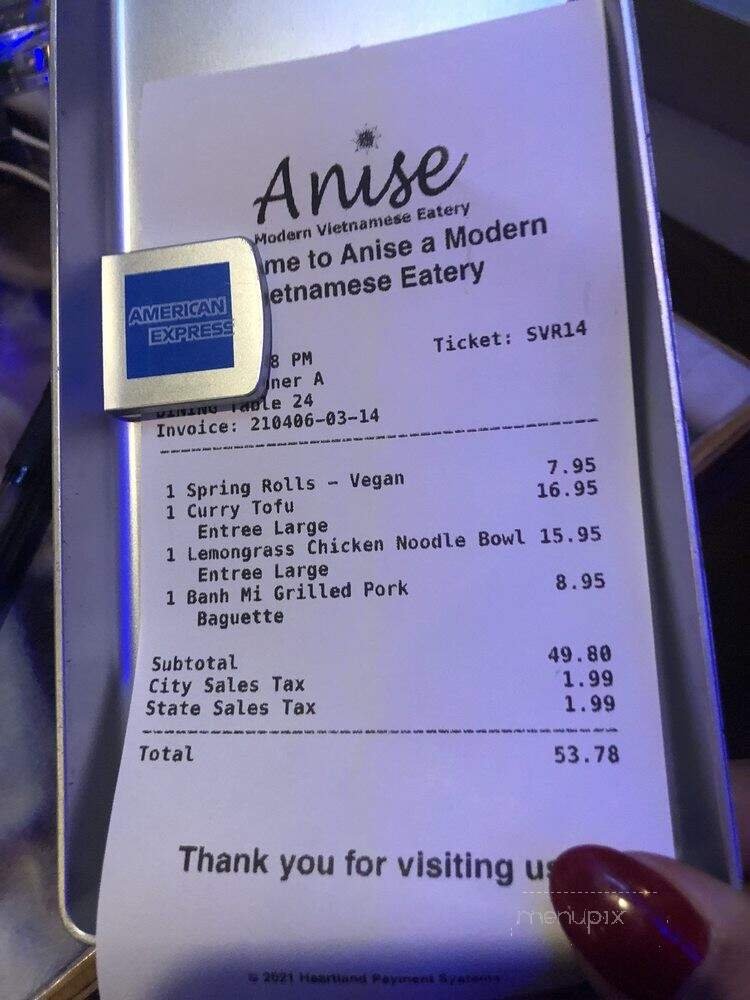 Anise
Modern Vietnamese Eatery
me to Anise a Modern
etnamese Eatery
AMERICAN
EXPRESS
8 PM
Ticket: SVR14
ner A
DINING Table 24
Invoice: 210406-03-14
1 Spring Rolls - Vegan 7.95
1 Curry Tofu 16.95
Entree Large
1 Lemongrass Chicken Noodle Bowl 15.95
Entree Large
1 Banh Mi Grilled Pork 8.95
Baguette
Subtotal 49.80
City Sales Tax 1.99
State Sales Tax 1.99
Total 53.78
Thank you for visiting us
menupix
© 2021 Heartland Payment Systems